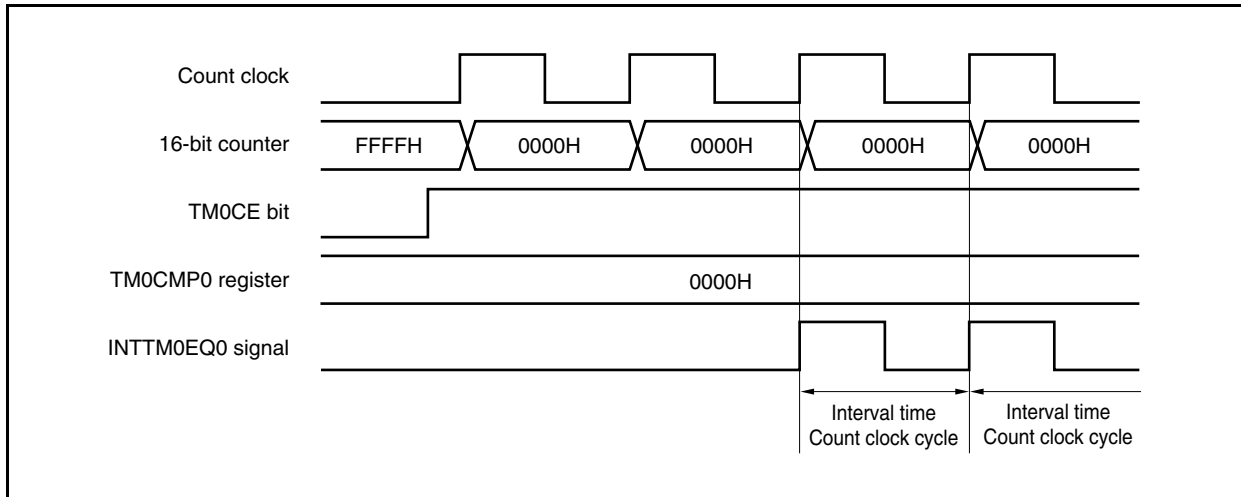 Count clock
16-bit counter FFFFH 0000H 0000H 0000H 0000H
TM0CE bit
TM0CMP0 register 0000H
INTTM0EQ0 signal
Interval time Interval time
Count clock cycle Count clock cycle